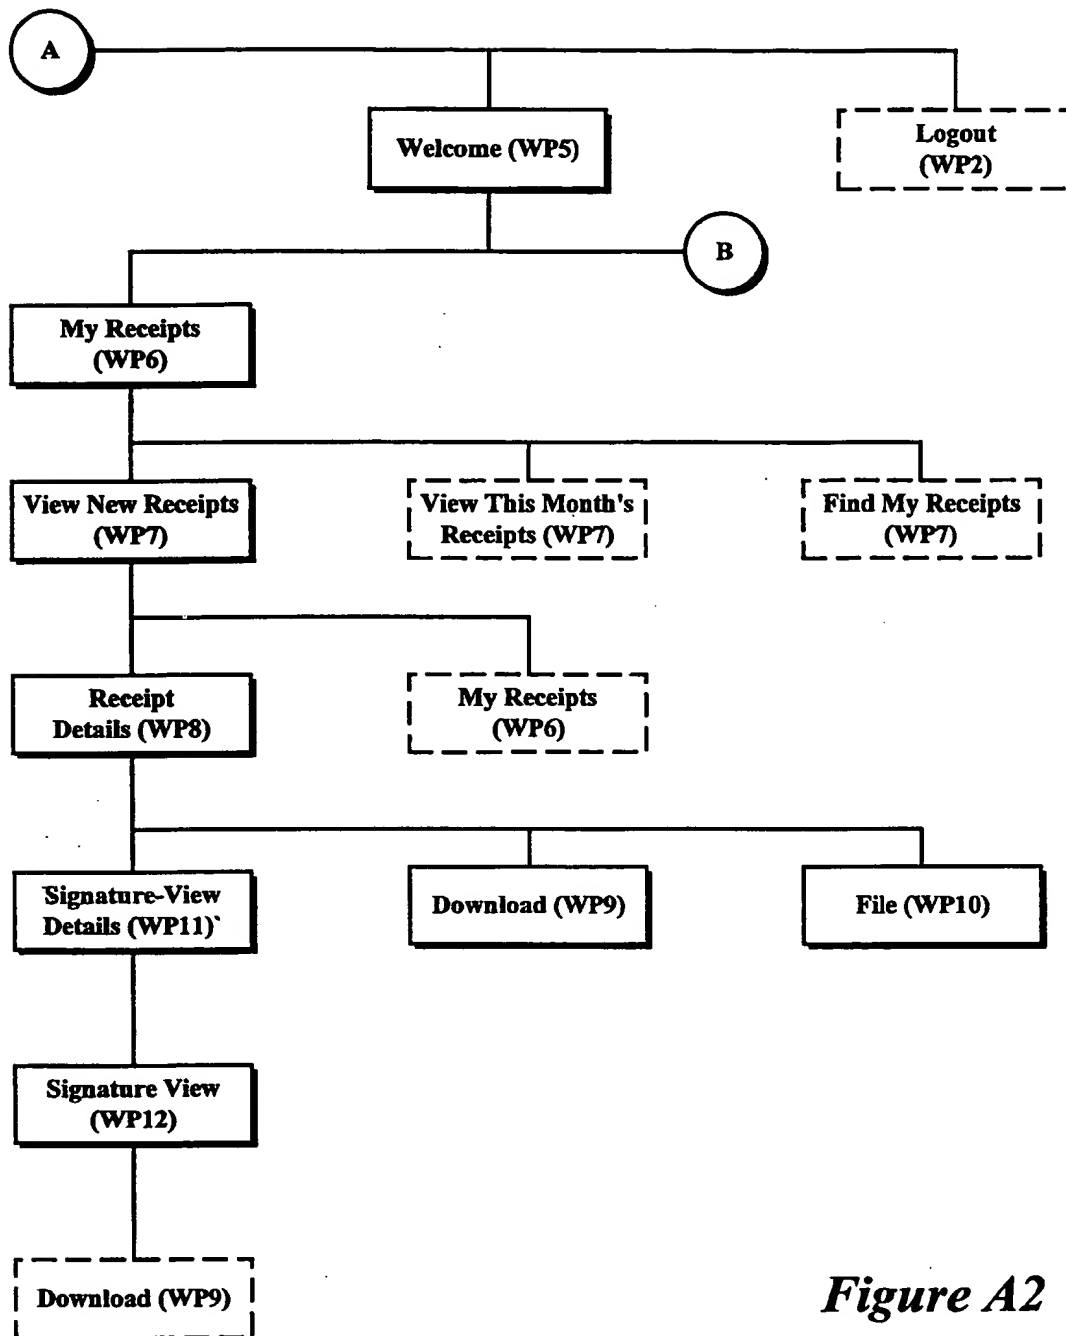 A
Welcome (WP5)
Logout
(WP2)
B
My Receipts
(WP6)
View New Receipts
(WP7)
View This Month's
Receipts (WP7)
Find My Receipts
(WP7)
Receipt
Details (WP8)
My Receipts
(WP6)
Signature-View
Details (WP11)
Download (WP9)
File (WP10)
Signature View
(WP12)
Download (WP9)
Figure A2